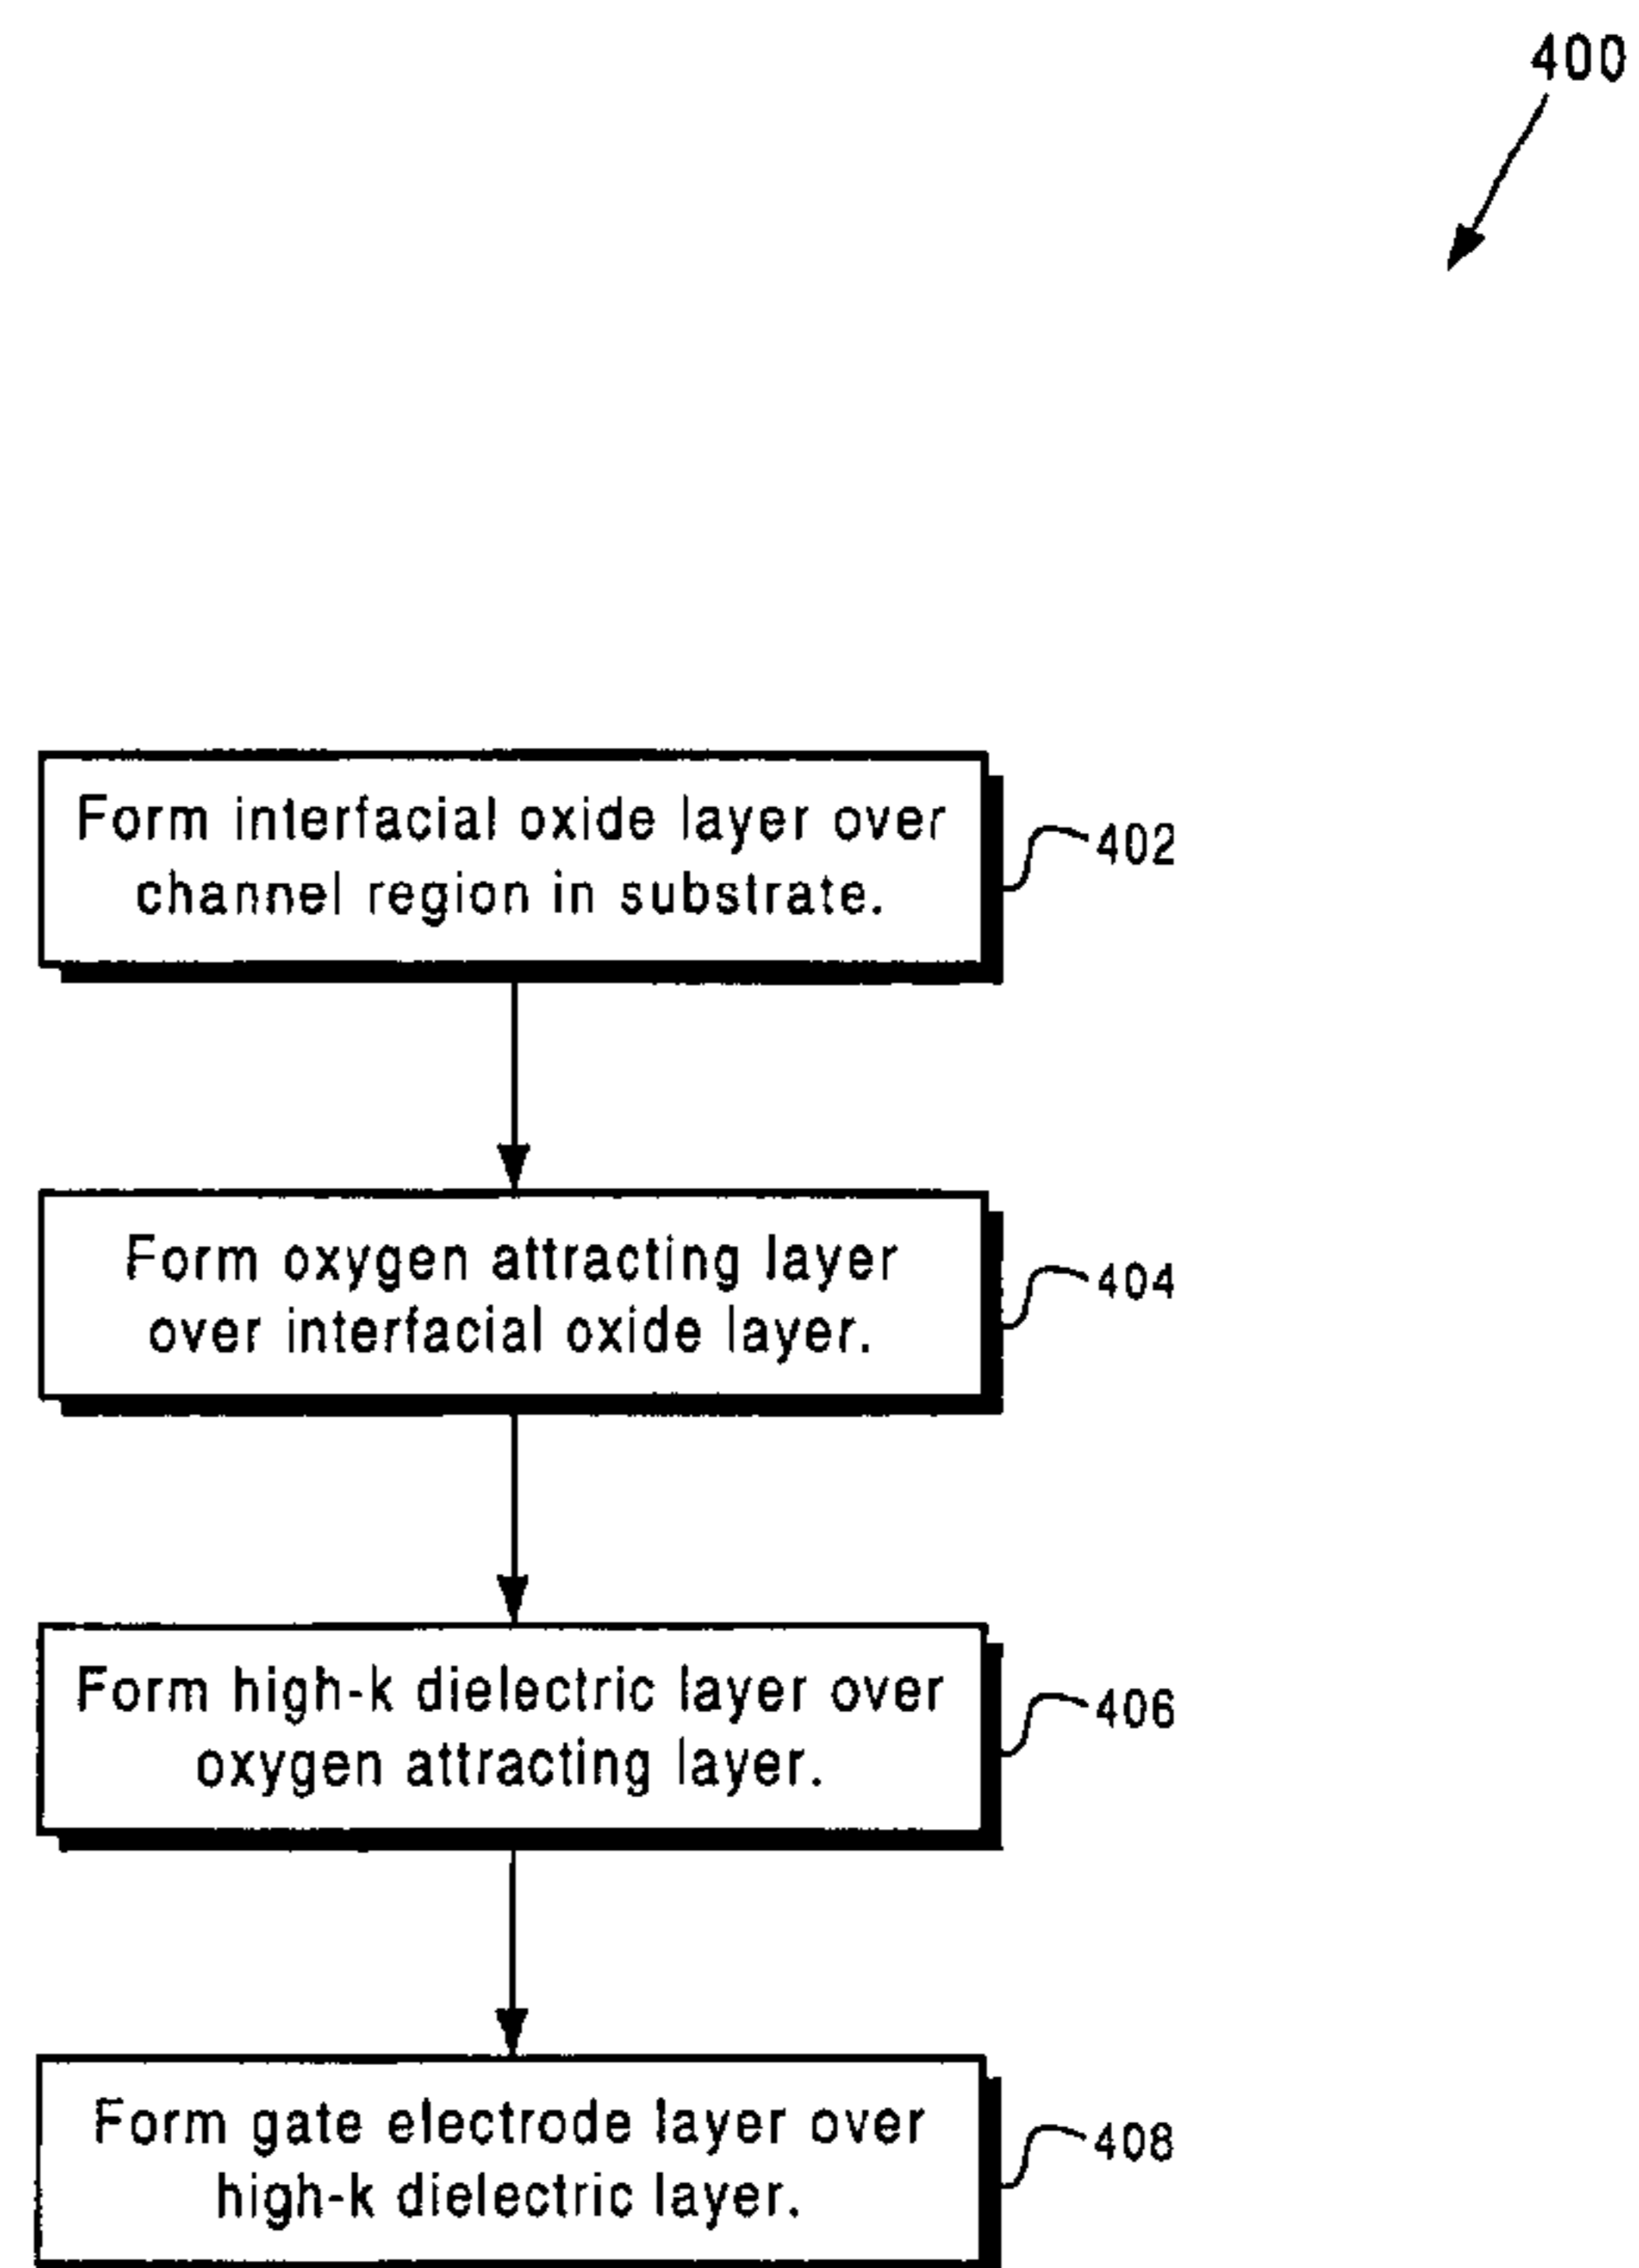 400
Form interfacial oxide layer over
channel region in substrate.
402
Form oxygen attracting layer
over interfacial oxide layer.
404
Form high-k dielectric layer over
oxygen attracting layer.
406
Form gate electrode layer over
high-k dielectric layer.
408